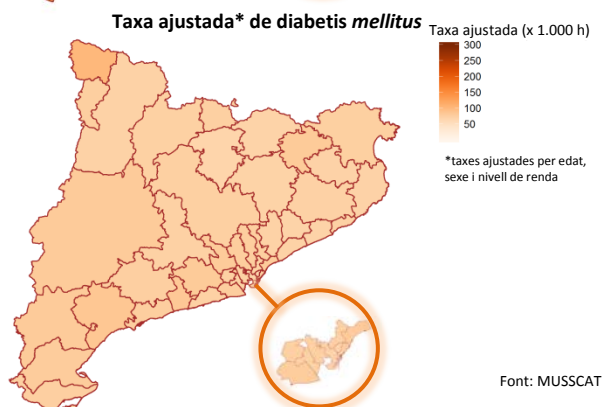 Taxa ajustada* de diabetis mellitus
Taxa ajustada (x 1.000 h)
300
250
200
150
100
50
*taxes ajustades per edat,
sexe i nivell de renda
Font: MUSSCAT